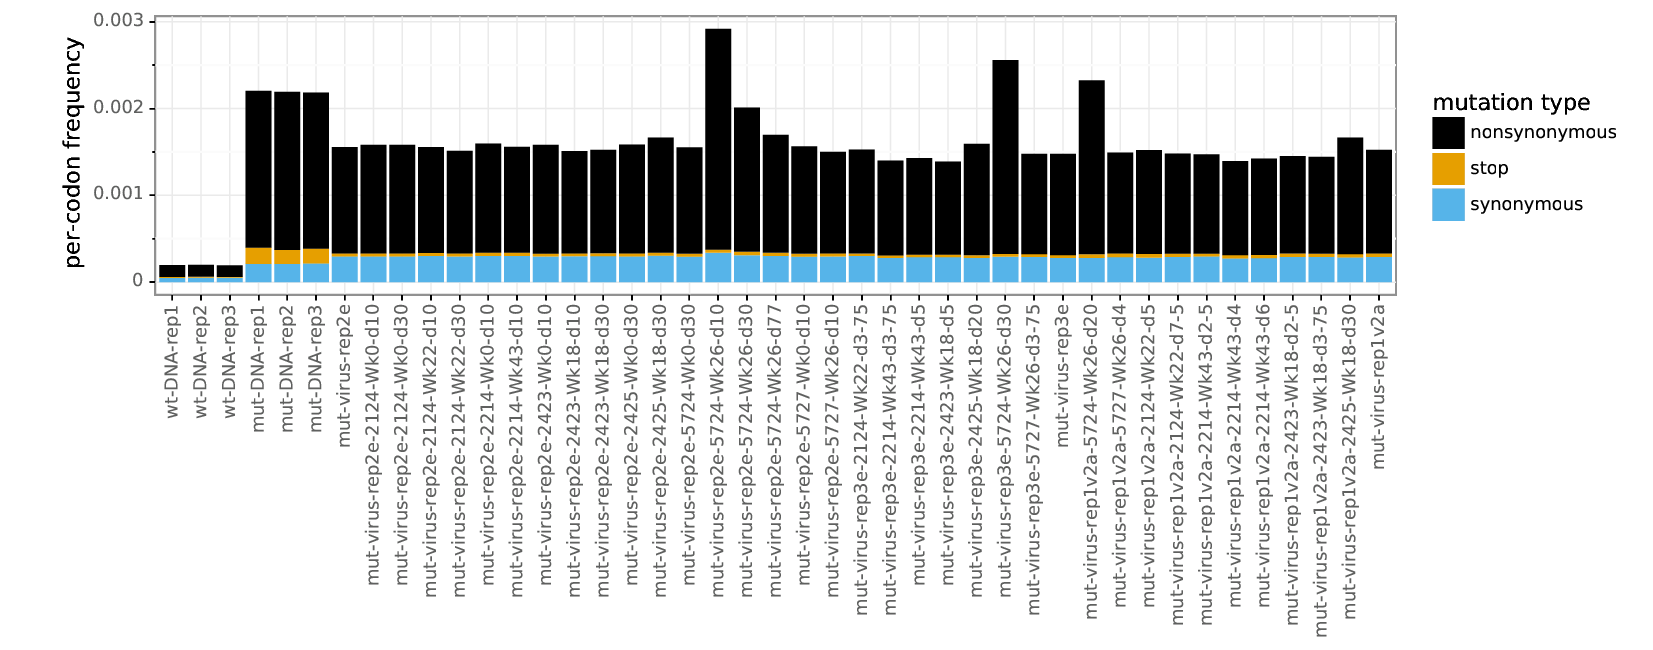 per-codon frequency
0.003
0.002
0.001
0
wt-DNA-rep1
wt-DNA-rep2
wt-DNA-rep3
mut-DNA-rep1
mut-DNA-rep2
mut-DNA-rep3
mut-virus-rep2e
mut-virus-rep2e-2124-Wk0-d10
mut-virus-rep2e-2124-Wk0-d30
mut-virus-rep2e-2124-Wk22-d10
mut-virus-rep2e-2124-Wk22-d30
mut-virus-rep2e-2214-Wk0-d10
mut-virus-rep2e-2214-Wk43-d10
mut-virus-rep2e-2423-Wk0-d10
mut-virus-rep2e-2423-Wk18-d10
mut-virus-rep2e-2423-Wk18-d30
mut-virus-rep2e-2425-Wk0-d30
mut-virus-rep2e-2425-Wk18-d30
mut-virus-rep2e-5724-Wk0-d30
mut-virus-rep2e-5724-Wk26-d10
mut-virus-rep2e-5724-Wk26-d30
mut-virus-rep2e-5724-Wk26-d77
mut-virus-rep2e-5727-Wk0-d10
mut-virus-rep2e-5727-Wk26-d10
mut-virus-rep3e-2124-Wk22-d3-75
mut-virus-rep3e-2214-Wk43-d3-75
mut-virus-rep3e-2214-Wk43-d5
mut-virus-rep3e-2423-Wk18-d5
mut-virus-rep3e-2425-Wk18-d20
mut-virus-rep3e-5724-Wk26-d30
mut-virus-rep3e-5727-Wk26-d3-75
mut-virus-rep3e
mut-virus-rep1v2a-5724-Wk26-d20
mut-virus-rep1v2a-5727-Wk26-d4
mut-virus-rep1v2a-2124-Wk22-d5
mut-virus-rep1v2a-2124-Wk22-d7-5
mut-virus-rep1v2a-2214-Wk43-d2-5
mut-virus-rep1v2a-2214-Wk43-d4
mut-virus-rep1v2a-2214-Wk43-d6
mut-virus-rep1v2a-2423-Wk18-d2-5
mut-virus-rep1v2a-2423-Wk18-d3-75
mut-virus-rep1v2a-2425-Wk18-d30
mut-virus-rep1v2a
mutation type
nonsynonymous
stop
synonymous